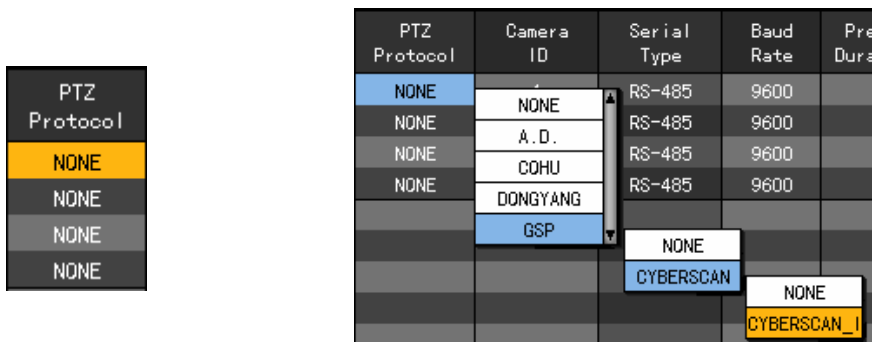 PTZ
Protocol
NONE
NONE
NONE
NONE
PTZ Camera Serial Baud
Protocol ID Type Rate
NONE RS-485 9600
NONE RS-485 9600
NONE RS-485 9600
NONE RS-485 9600
NONE
A.D.
COHU
DONGYANG
GSP
NONE
CYBERSCAN
NONE
CYBERSCAN_I